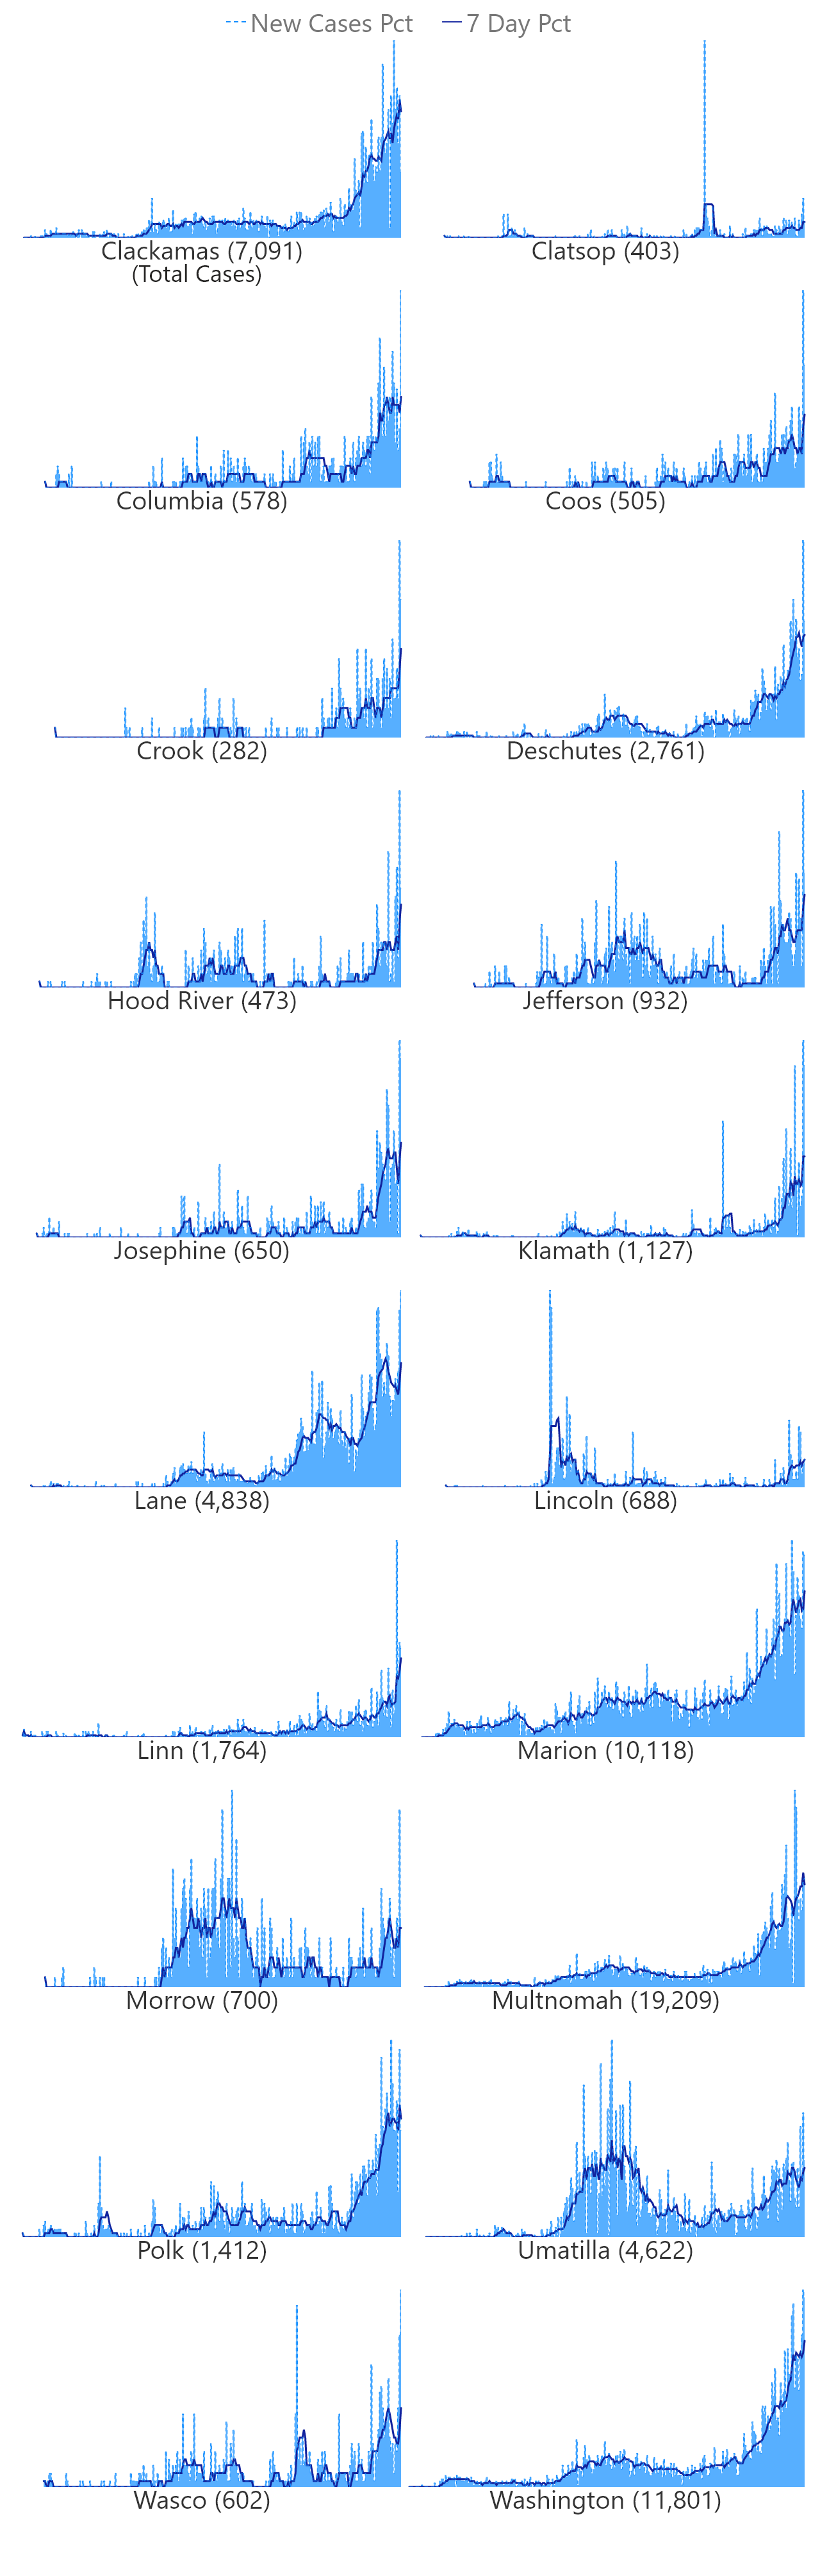 New Cases Pct 7 Day Pct
Clackamas (7,091) Clatsop (403)
(Total Cases)
Columbia (578) Coos (505)
Crook (282) Deschutes (2,761)
Hood River (473) Jefferson (932)
Josephine (650) Klamath (1,127)
Lane (4,838) Lincoln (688)
Linn (1,764) Marion (10,118)
Morrow (700) Multnomah (19,209)
Polk (1,412) Umatilla (4,622)
Wasco (602) Washington (11,801)